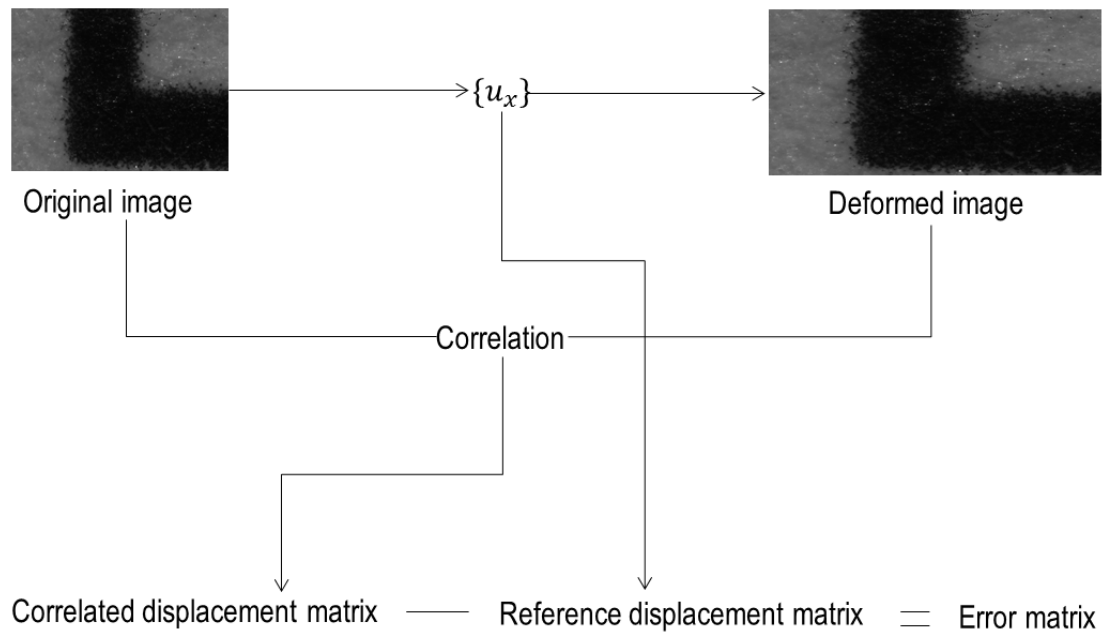 {u_x}
Original image
Deformed image
Correlation
Correlated displacement matrix — Reference displacement matrix = Error matrix